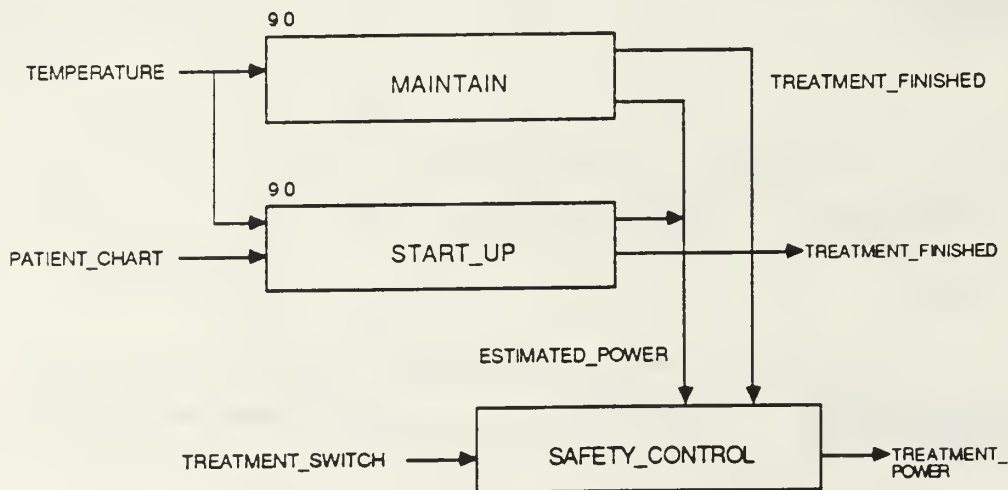 90
TEMPERATURE
MAINTAIN
TREATMENT_FINISHED
90
PATIENT_CHART
START_UP
TREATMENT_FINISHED
ESTIMATED_POWER
TREATMENT_SWITCH
SAFETY_CONTROL
TREATMENT_
POWER